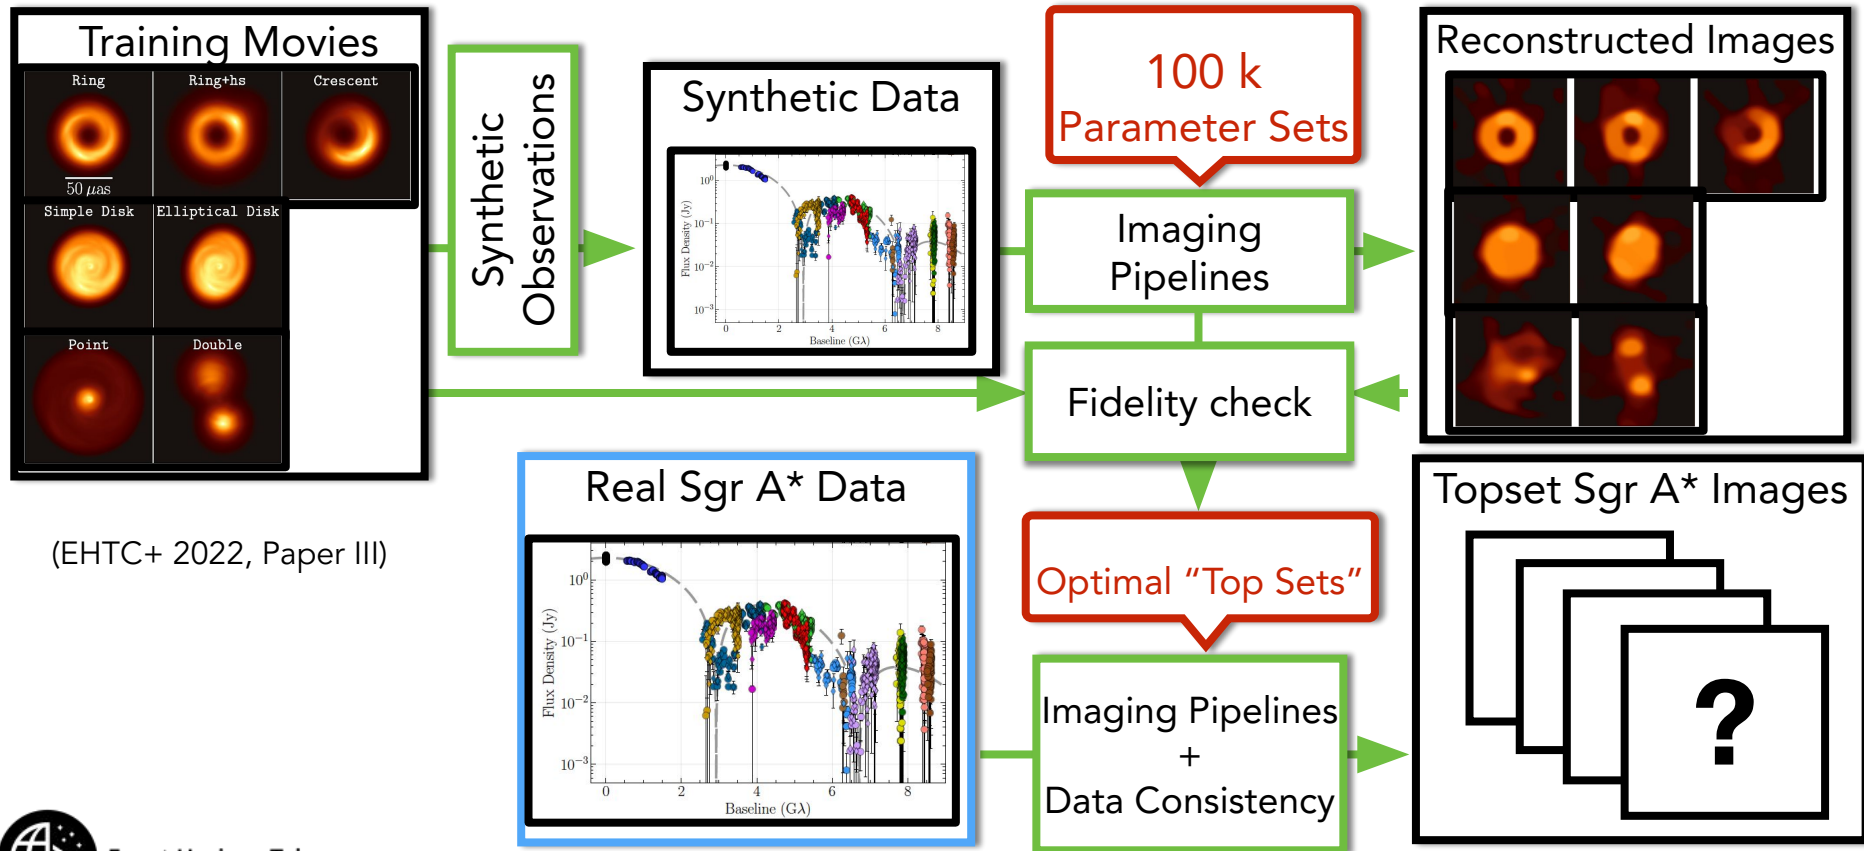 Training Movies
Ring
Ring+hs
Crescent
50 μas
Simple Disk
Elliptical Disk
Point
Double
(EHTC+ 2022, Paper III)
Synthetic
Observations
Synthetic Data
Flux Density (Jy)
10⁰
10⁻¹
10⁻²
10⁻³
0
2
4
6
8
Baseline (Gλ)
100 k
Parameter Sets
Imaging
Pipelines
Fidelity check
Reconstructed Images
Real Sgr A* Data
Flux Density (Jy)
10⁰
10⁻¹
10⁻²
10⁻³
0
2
4
6
8
Baseline (Gλ)
Optimal “Top Sets”
Imaging Pipelines
+
Data Consistency
Topset Sgr A* Images
?